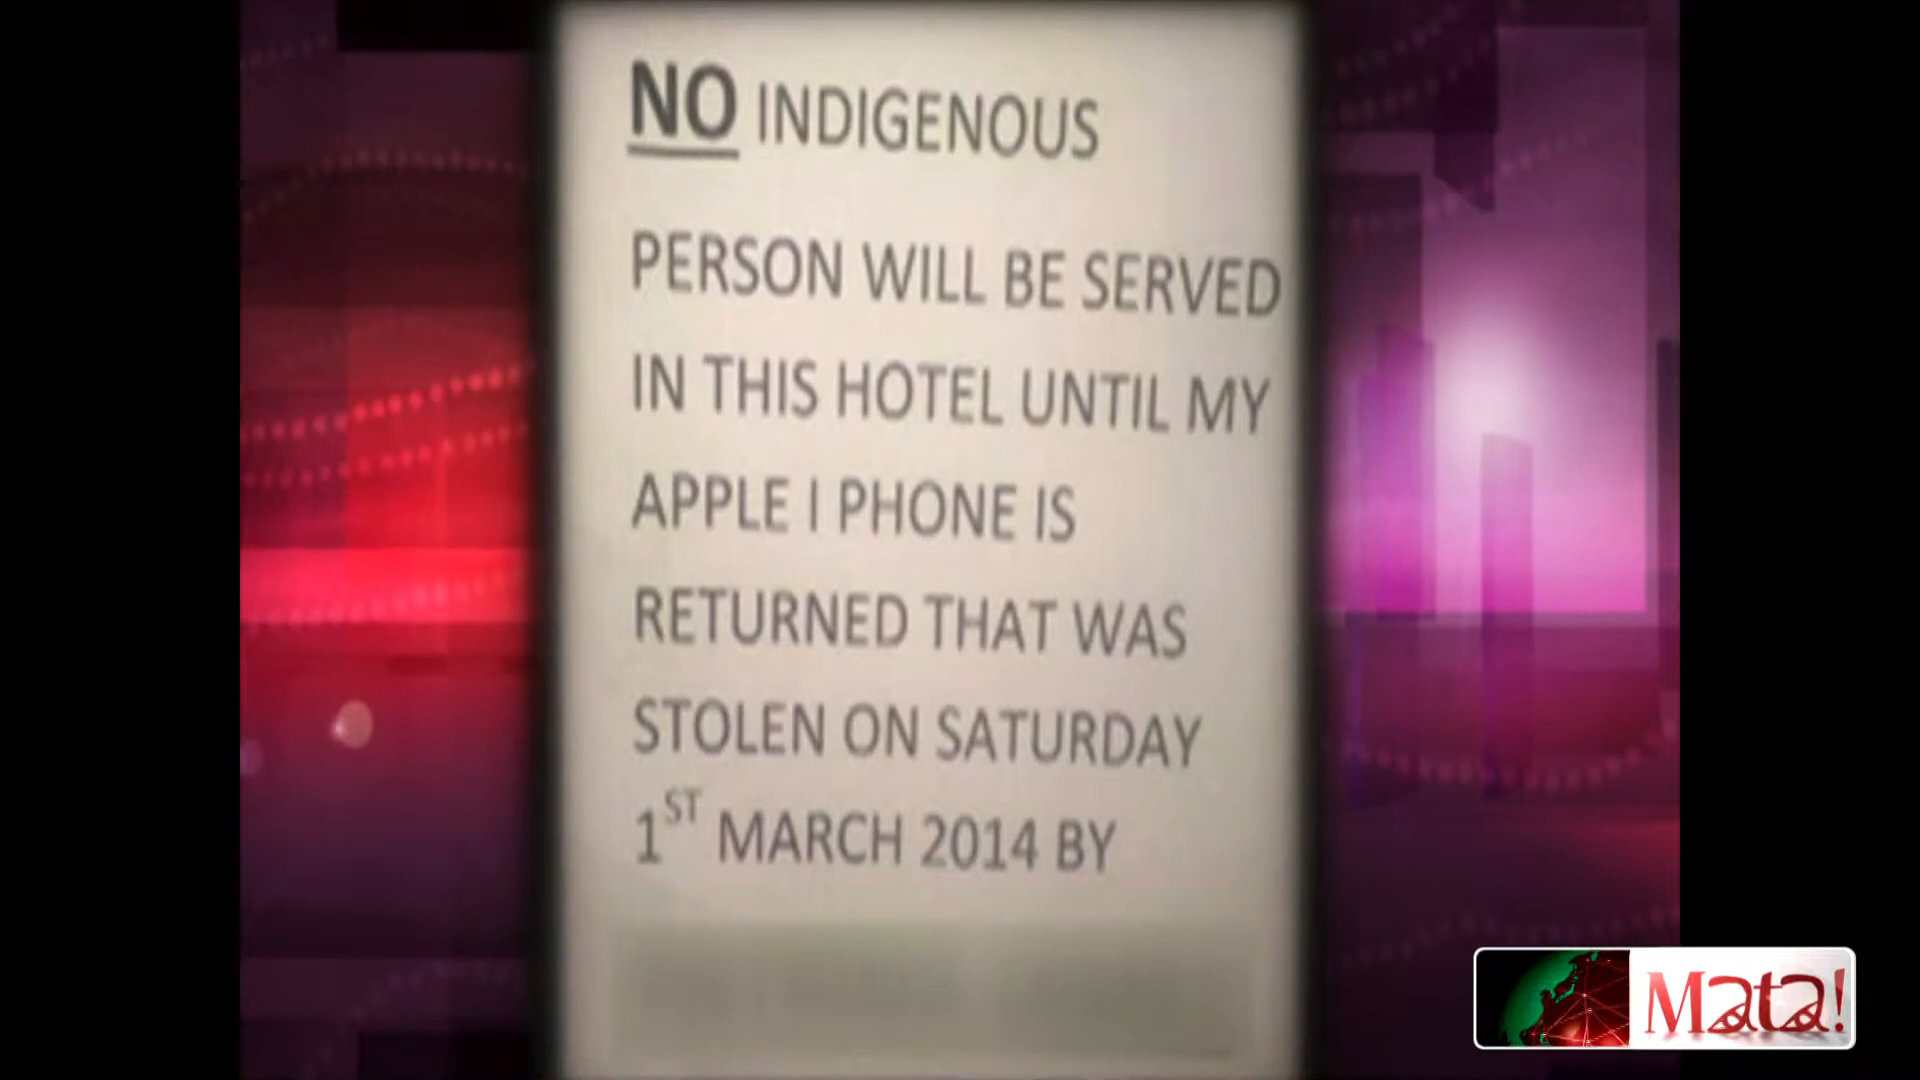 NO INDIGENOUS
PERSON WILL BE SERVED
IN THIS HOTEL UNTIL MY
APPLE I PHONE IS
RETURNED THAT WAS
STOLEN ON SATURDAY
1ST MARCH 2014 BY
Mata!